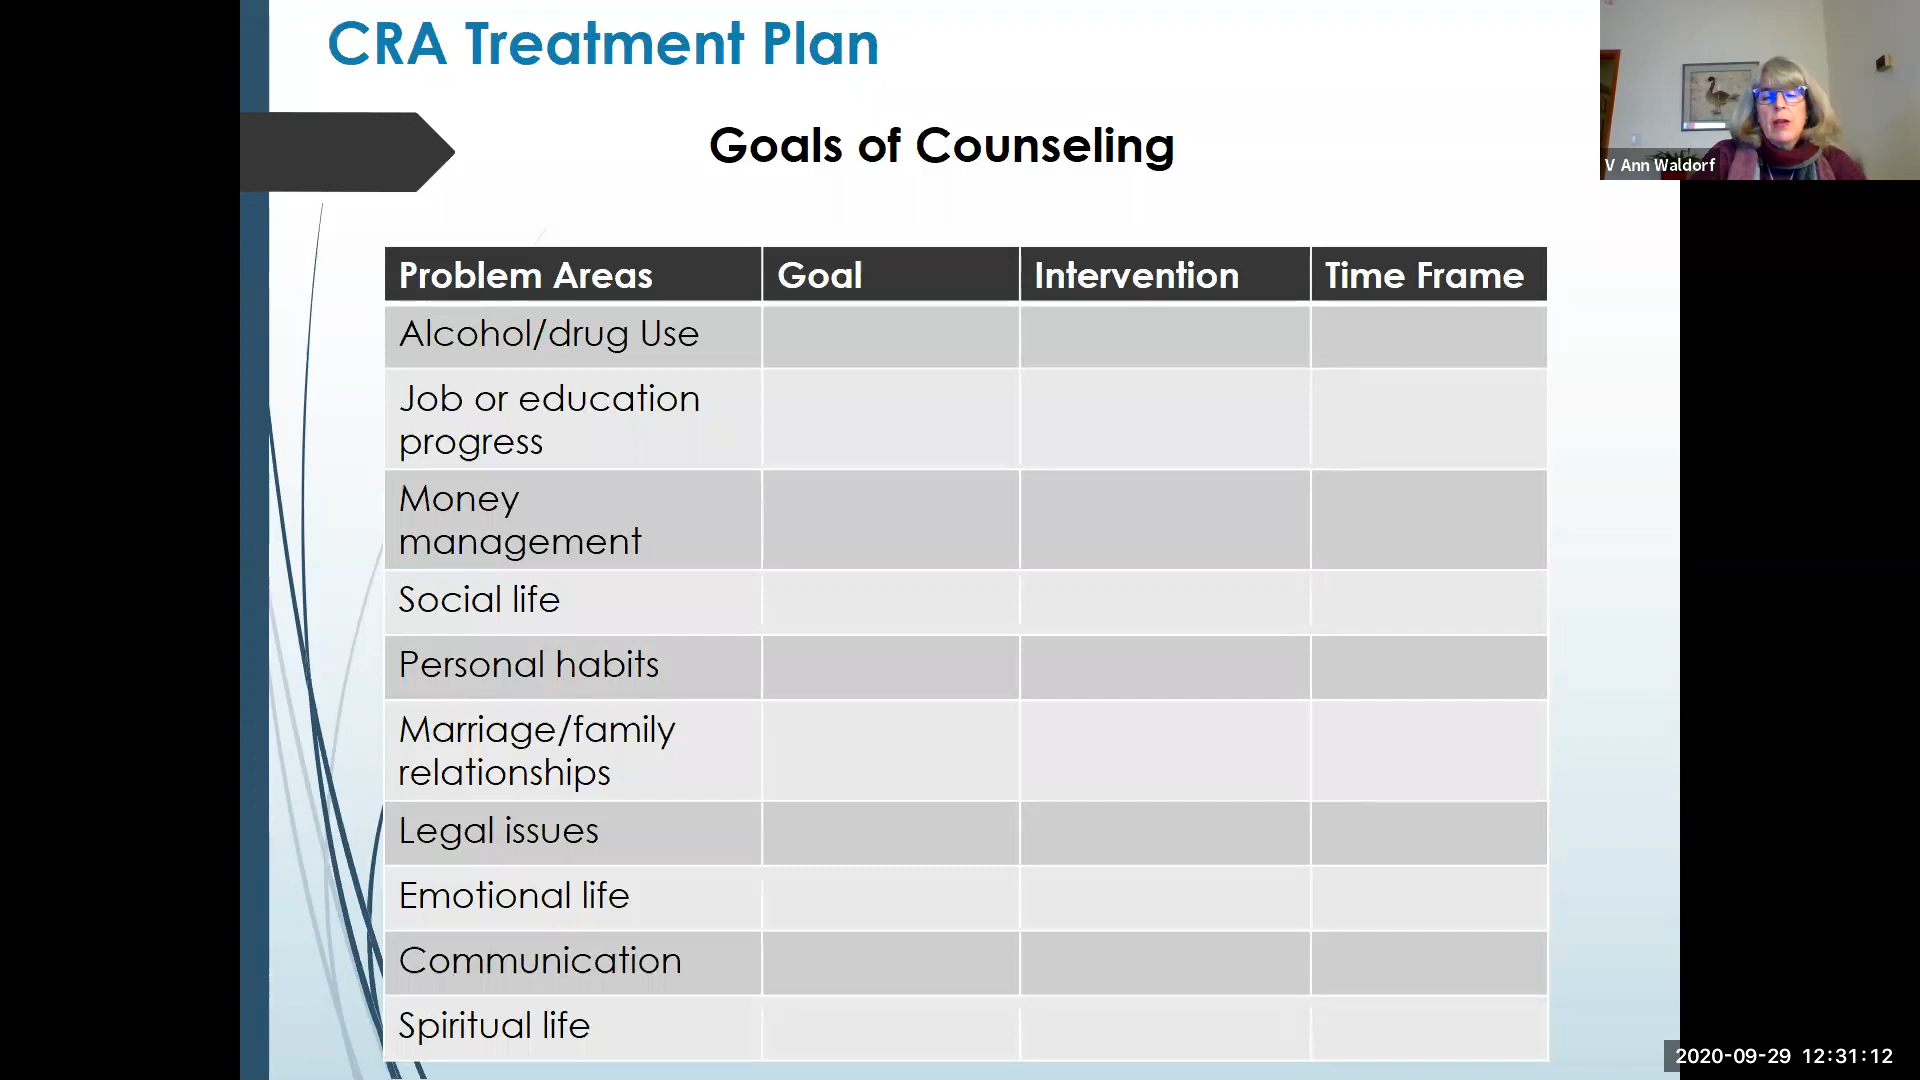 CRA Treatment Plan
Goals of Counseling
V Ann Waldorf
Problem Areas Goal Intervention Time Frame
Alcohol/drug Use
Job or education
progress
Money
management
Social life
Personal habits
Marriage/family
relationships
Legal issues
Emotional life
Communication
Spiritual life
2020-09-29 12:31:12